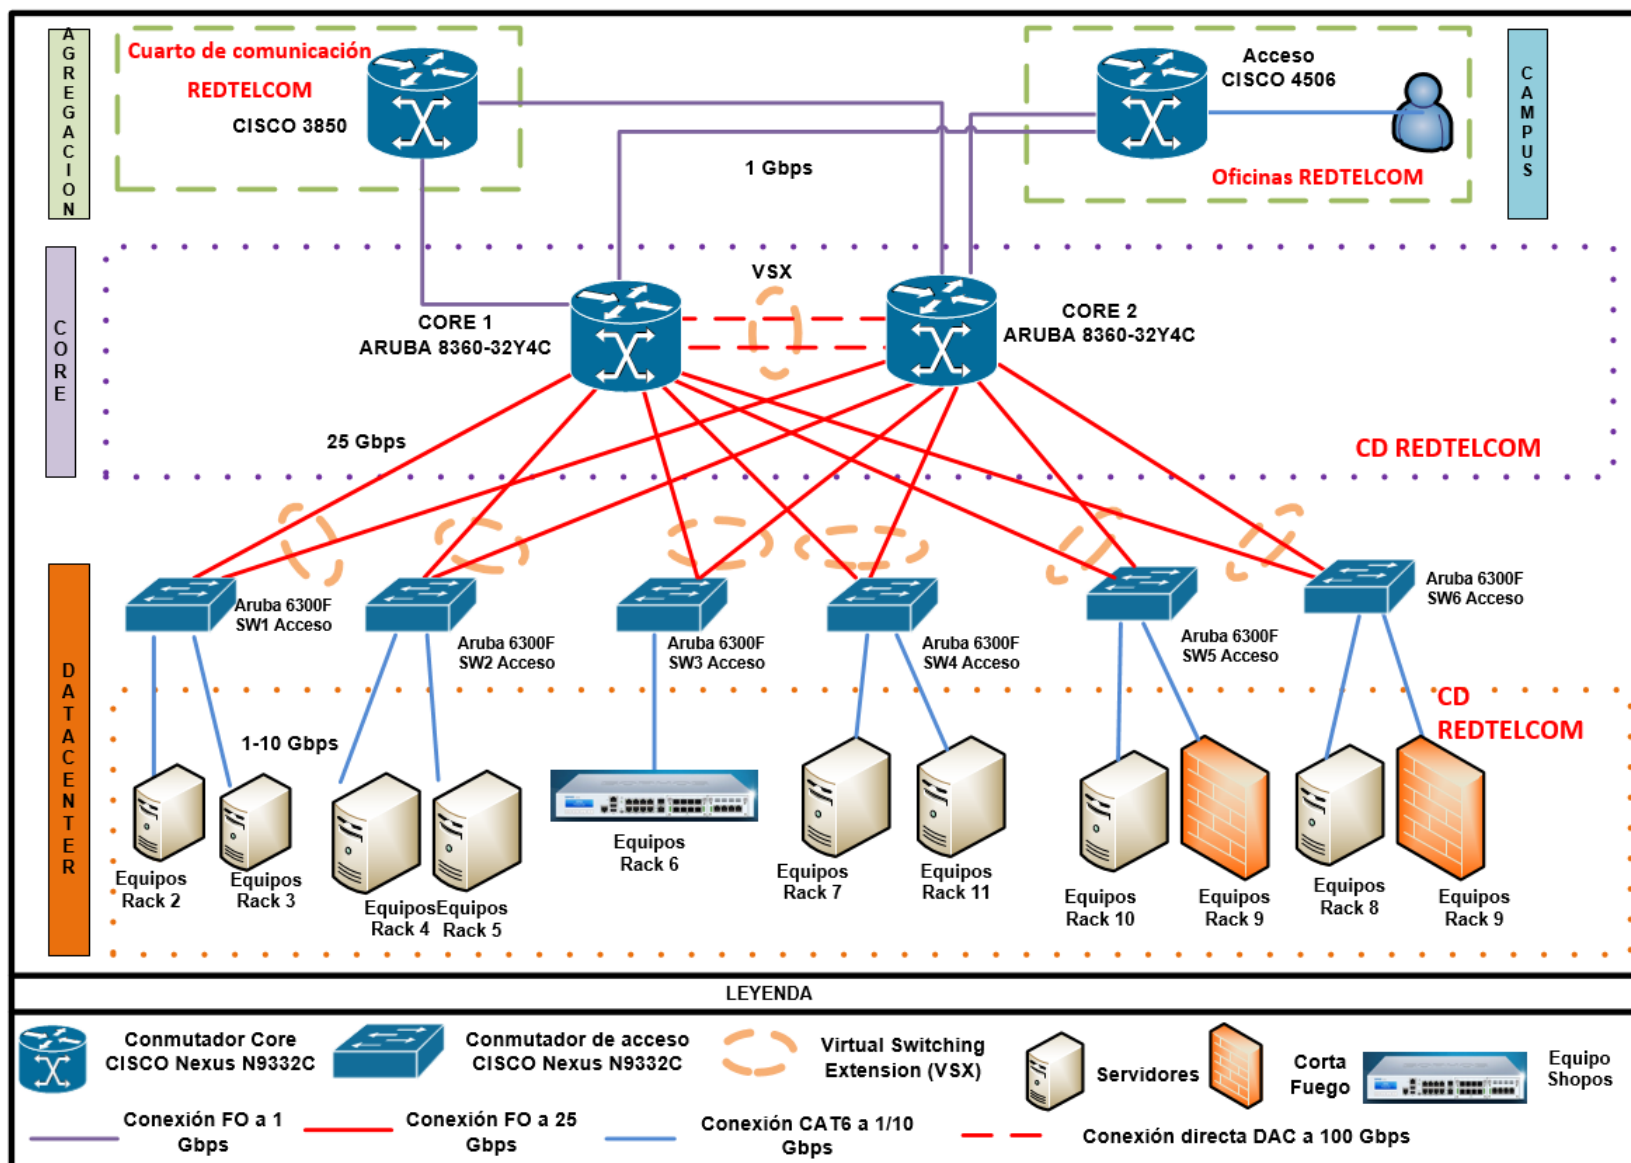 AGREGACION
Cuarto de comunicación
REDTELCOM
CISCO 3850
Acceso
CISCO 4506
Oficinas REDTELCOM
CAMPUS
1 Gbps
CORE
VSX
CORE 1
ARUBA 8360-32Y4C
CORE 2
ARUBA 8360-32Y4C
25 Gbps
CD REDTELCOM
DATACENTER
Aruba 6300F
SW1 Acceso
Aruba 6300F
SW2 Acceso
Aruba 6300F
SW3 Acceso
Aruba 6300F
SW4 Acceso
Aruba 6300F
SW5 Acceso
Aruba 6300F
SW6 Acceso
CD
REDTELCOM
1-10 Gbps
Equipos
Rack 2
Equipos
Rack 3
Equipos
Rack 4
Equipos
Rack 5
Equipos
Rack 6
Equipos
Rack 7
Equipos
Rack 11
Equipos
Rack 10
Equipos
Rack 9
Equipos
Rack 8
Equipos
Rack 9
LEYENDA
Conmutador Core
CISCO Nexus N9332C
Conmutador de acceso
CISCO Nexus N9332C
Virtual Switching
Extension (VSX)
Servidores
Corta
Fuego
Equipo
Shopos
Conexión FO a 1
Gbps
Conexión FO a 25
Gbps
Conexión CAT6 a 1/10
Gbps
Conexión directa DAC a 100 Gbps